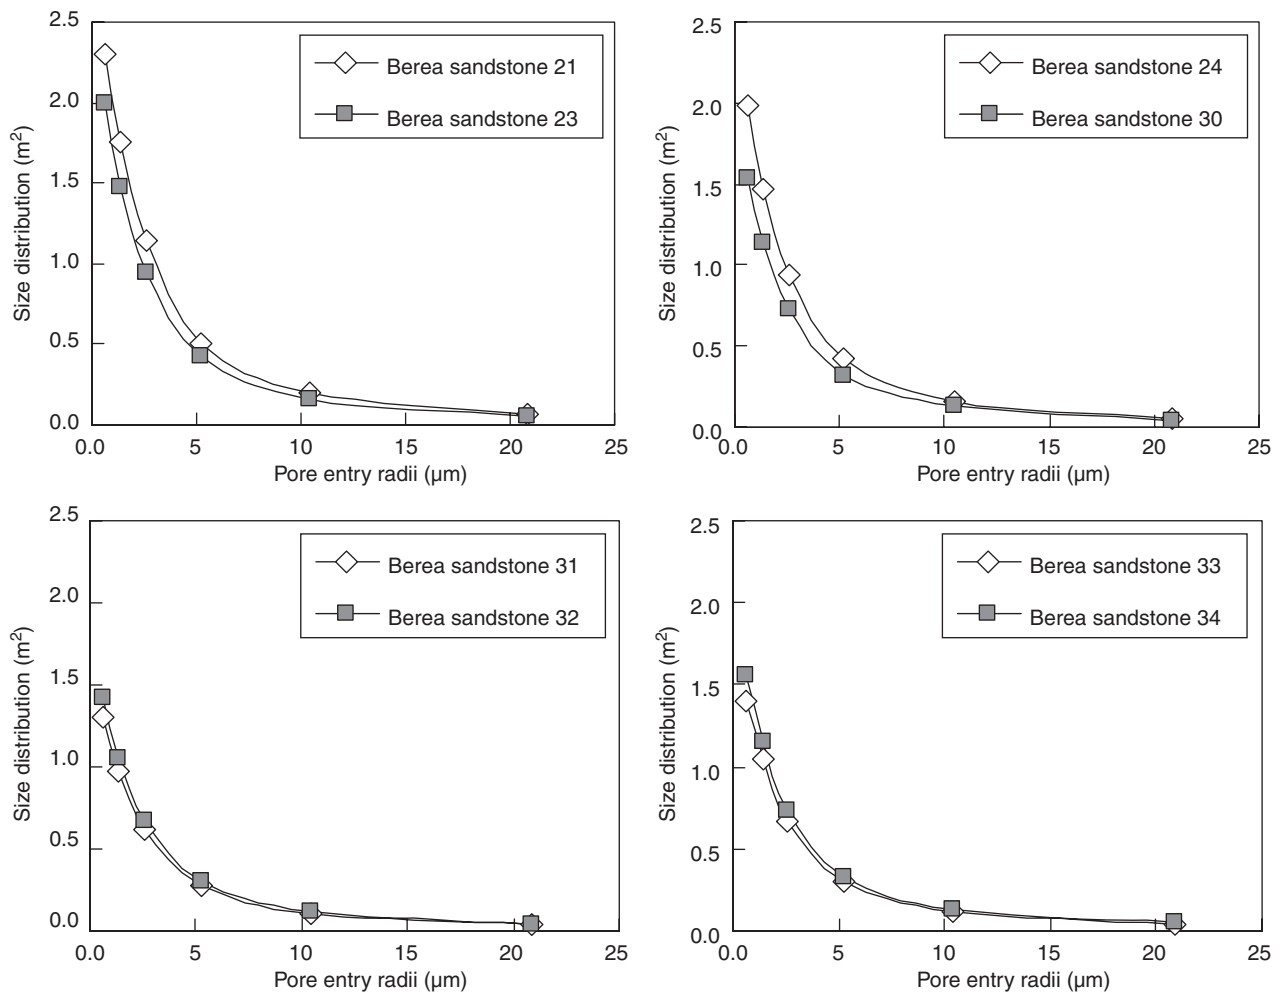 2.5
2.0
1.5
1.0
0.5
0.0
Size distribution (m²)
Berea sandstone 21
Berea sandstone 23
0.0 5 10 15 20 25
Pore entry radii (µm)
2.5
2.0
1.5
1.0
0.5
0.0
Size distribution (m²)
Berea sandstone 24
Berea sandstone 30
0.0 5 10 15 20 25
Pore entry radii (µm)
2.5
2.0
1.5
1.0
0.5
0.0
Size distribution (m²)
Berea sandstone 31
Berea sandstone 32
0.0 5 10 15 20 25
Pore entry radii (µm)
2.5
2.0
1.5
1.0
0.5
0.0
Size distribution (m²)
Berea sandstone 33
Berea sandstone 34
0.0 5 10 15 20 25
Pore entry radii (µm)